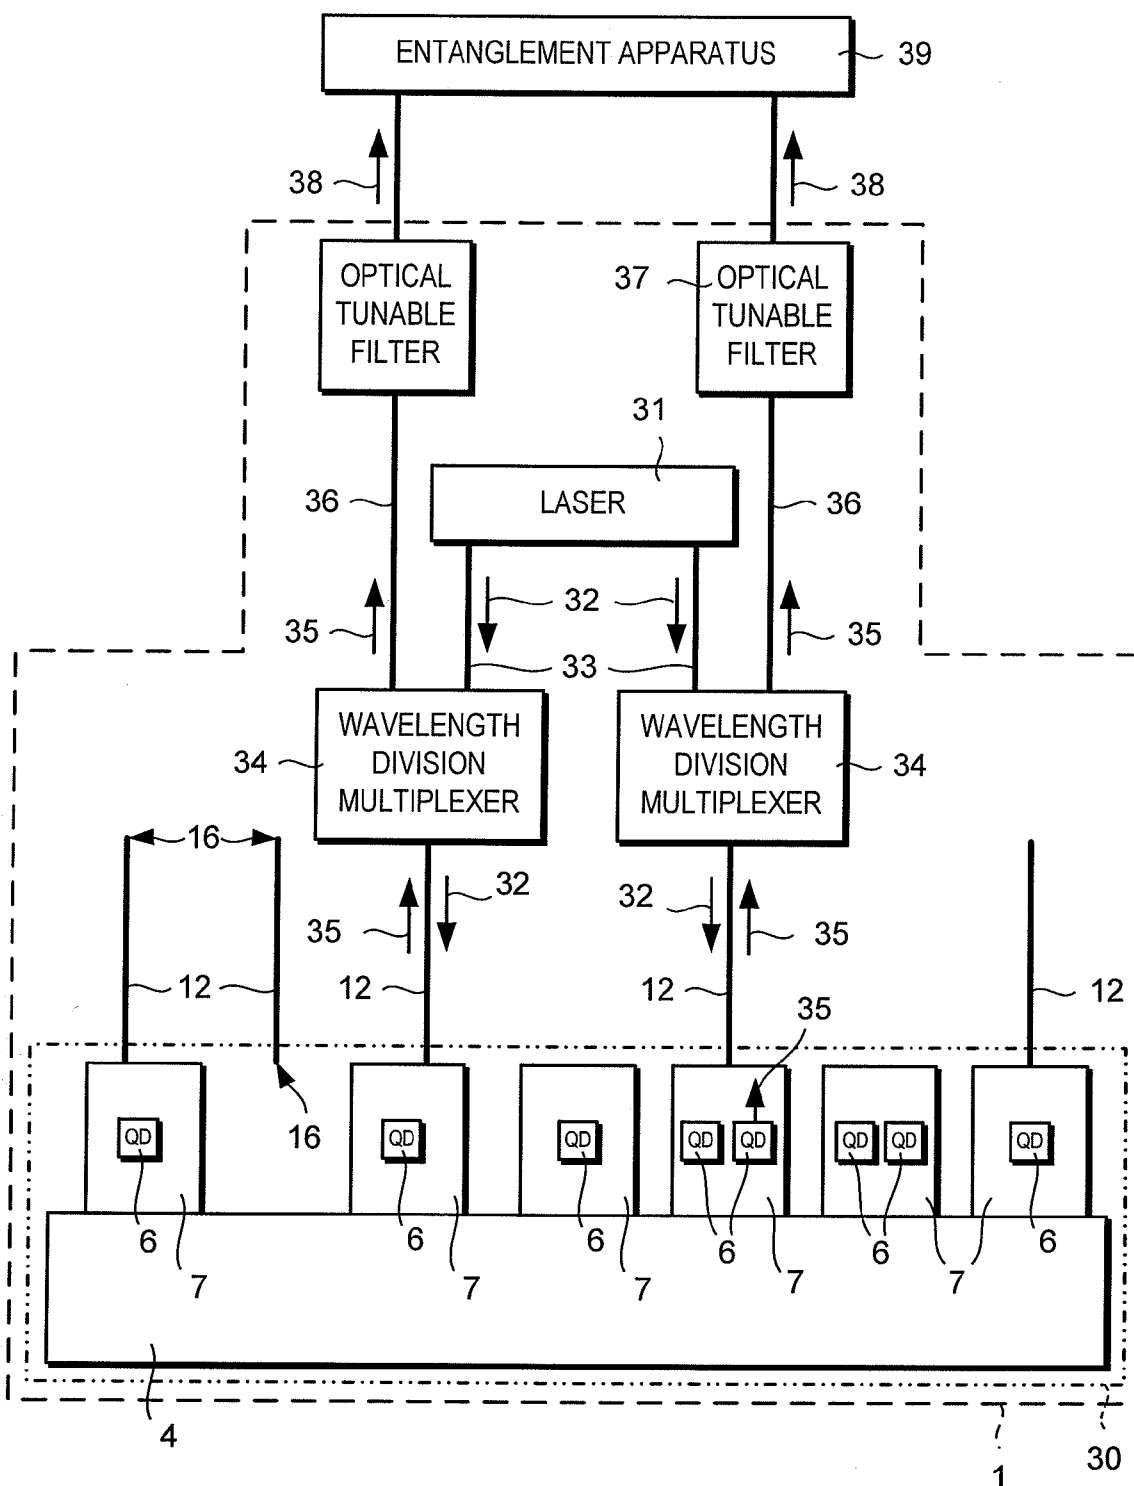 ENTANGLEMENT APPARATUS
39
38
38
OPTICAL
TUNABLE
FILTER
37
OPTICAL
TUNABLE
FILTER
31
LASER
36
36
35
32
35
33
WAVELENGTH
DIVISION
MULTIPLEXER
34
WAVELENGTH
DIVISION
MULTIPLEXER
34
16
32
32
35
35
12
12
12
12
35
16
QD
QD
QD
QD
QD
QD
QD
QD
6
6
6
6
6
6
7
7
7
7
7
4
30
1